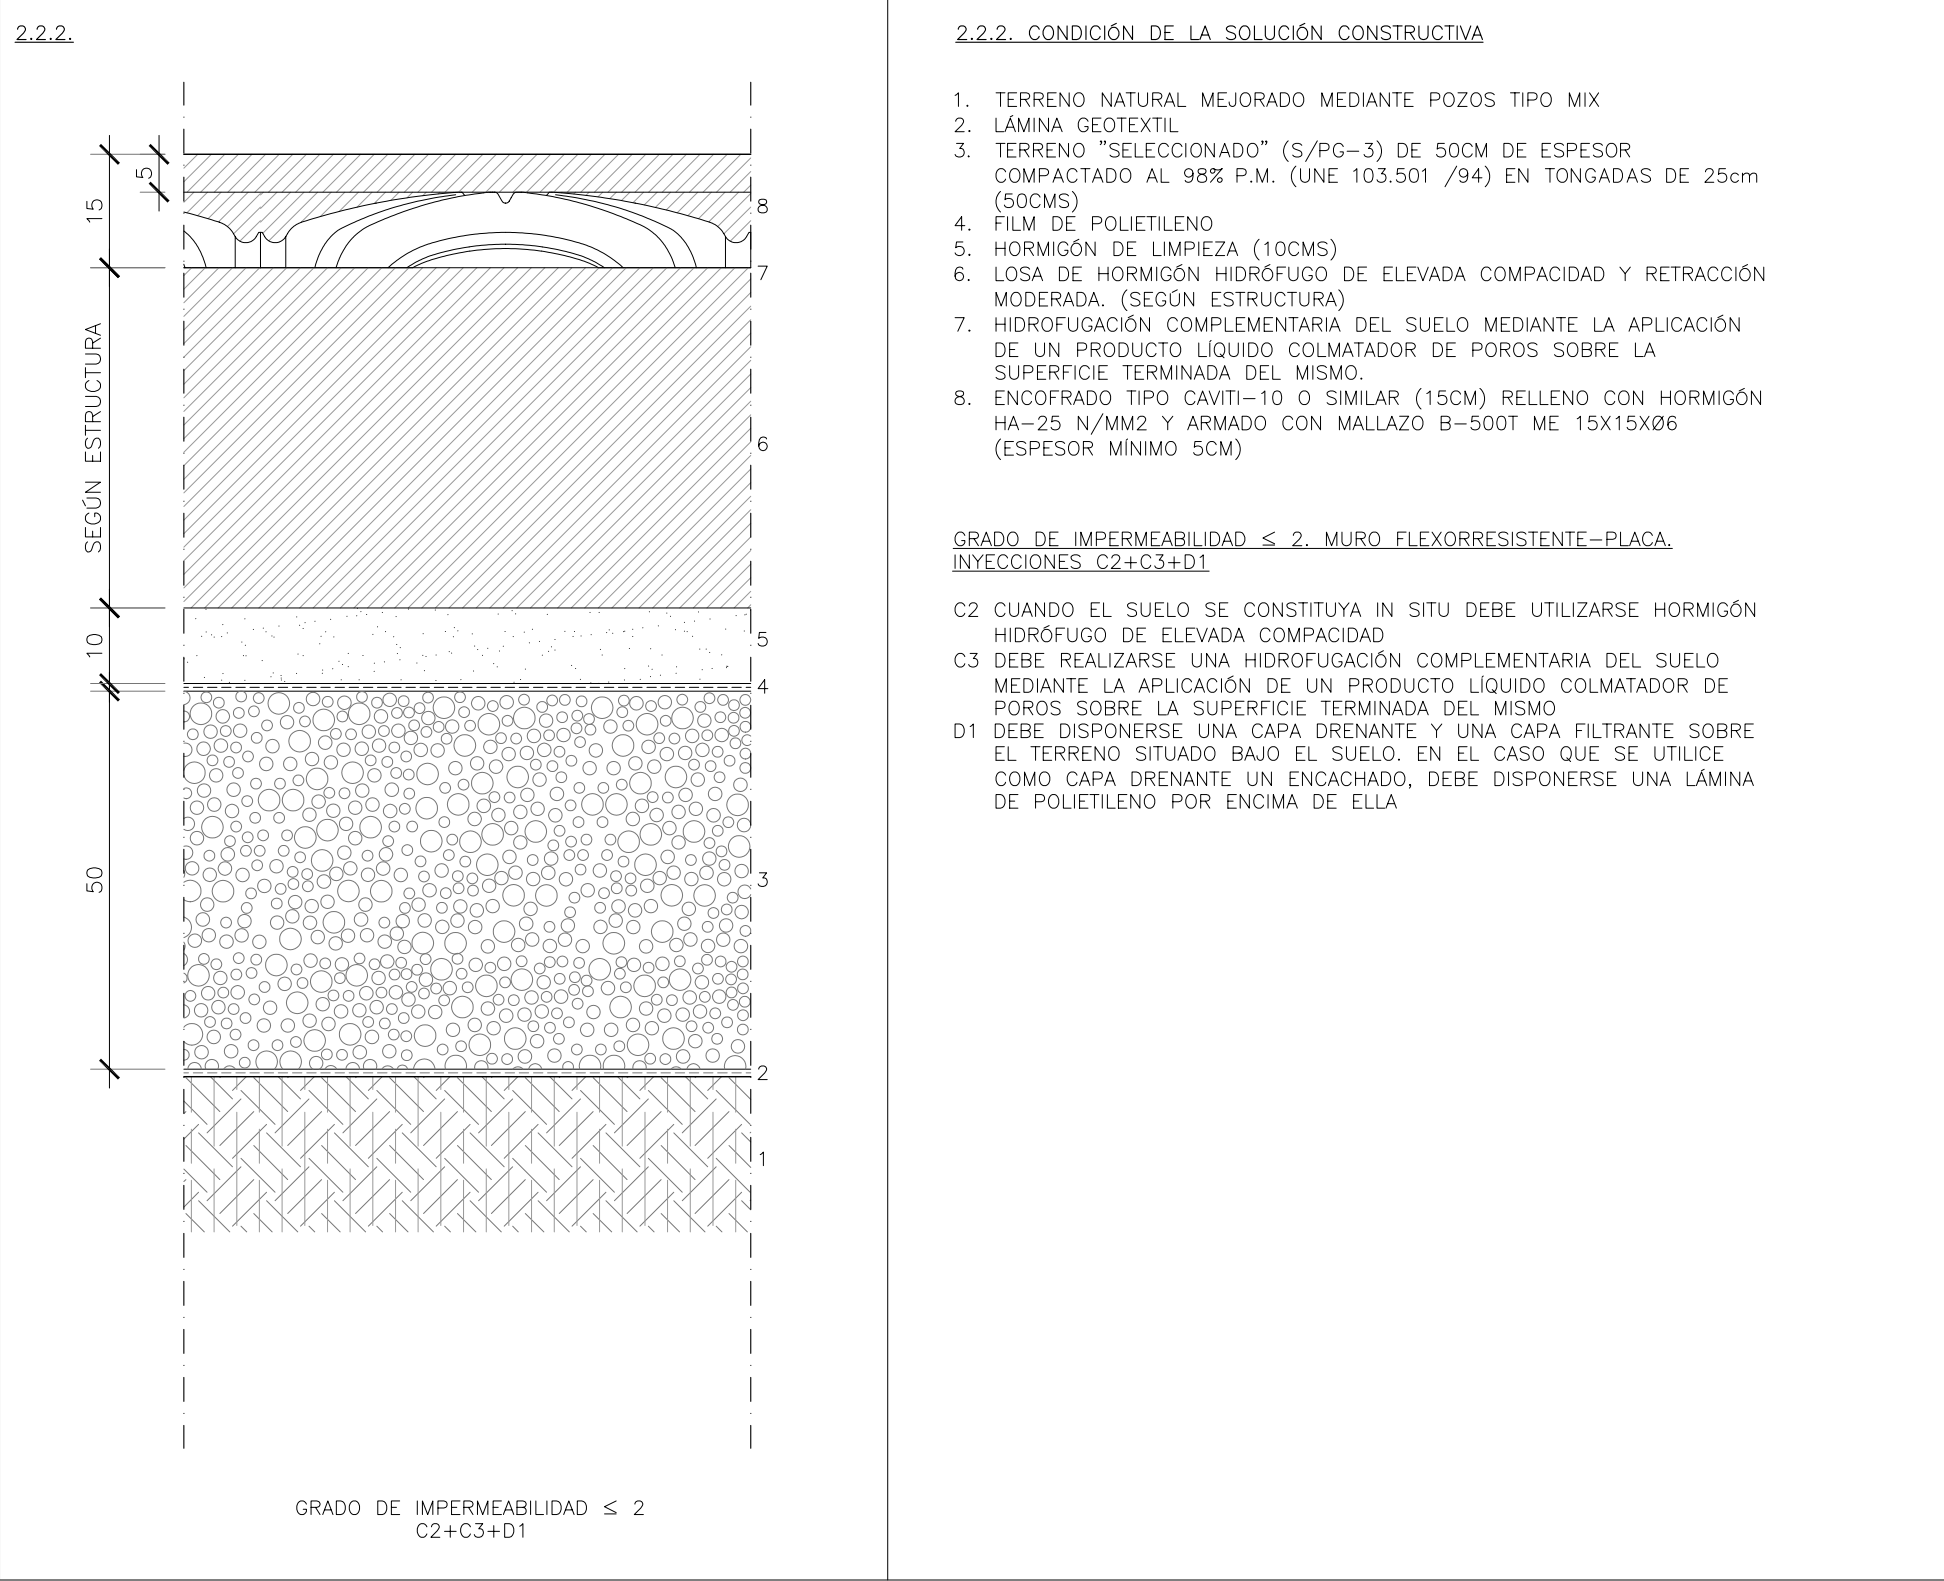 2.2.2.
5
15
8
7
SEGÚN ESTRUCTURA
6
10
5
4
50
3
2
1
GRADO DE IMPERMEABILIDAD ≤ 2
C2+C3+D1
2.2.2. CONDICIÓN DE LA SOLUCIÓN CONSTRUCTIVA
1. TERRENO NATURAL MEJORADO MEDIANTE POZOS TIPO MIX
2. LÁMINA GEOTEXTIL
3. TERRENO "SELECCIONADO" (S/PG-3) DE 50CM DE ESPESOR
COMPACTADO AL 98% P.M. (UNE 103.501 /94) EN TONGADAS DE 25cm
(50CMS)
4. FILM DE POLIETILENO
5. HORMIGÓN DE LIMPIEZA (10CMS)
6. LOSA DE HORMIGÓN HIDRÓFUGO DE ELEVADA COMPACIDAD Y RETRACCIÓN
MODERADA. (SEGÚN ESTRUCTURA)
7. HIDROFUGACIÓN COMPLEMENTARIA DEL SUELO MEDIANTE LA APLICACIÓN
DE UN PRODUCTO LÍQUIDO COLMATADOR DE POROS SOBRE LA
SUPERFICIE TERMINADA DEL MISMO.
8. ENCOFRADO TIPO CAVITI-10 O SIMILAR (15CM) RELLENO CON HORMIGÓN
HA-25 N/MM2 Y ARMADO CON MALLAZO B-500T ME 15X15XØ6
(ESPESOR MÍNIMO 5CM)
GRADO DE IMPERMEABILIDAD ≤ 2. MURO FLEXORRESISTENTE-PLACA.
INYECCIONES C2+C3+D1
C2 CUANDO EL SUELO SE CONSTITUYA IN SITU DEBE UTILIZARSE HORMIGÓN
HIDRÓFUGO DE ELEVADA COMPACIDAD
C3 DEBE REALIZARSE UNA HIDROFUGACIÓN COMPLEMENTARIA DEL SUELO
MEDIANTE LA APLICACIÓN DE UN PRODUCTO LÍQUIDO COLMATADOR DE
POROS SOBRE LA SUPERFICIE TERMINADA DEL MISMO
D1 DEBE DISPONERSE UNA CAPA DRENANTE Y UNA CAPA FILTRANTE SOBRE
EL TERRENO SITUADO BAJO EL SUELO. EN EL CASO QUE SE UTILICE
COMO CAPA DRENANTE UN ENCACHADO, DEBE DISPONERSE UNA LÁMINA
DE POLIETILENO POR ENCIMA DE ELLA